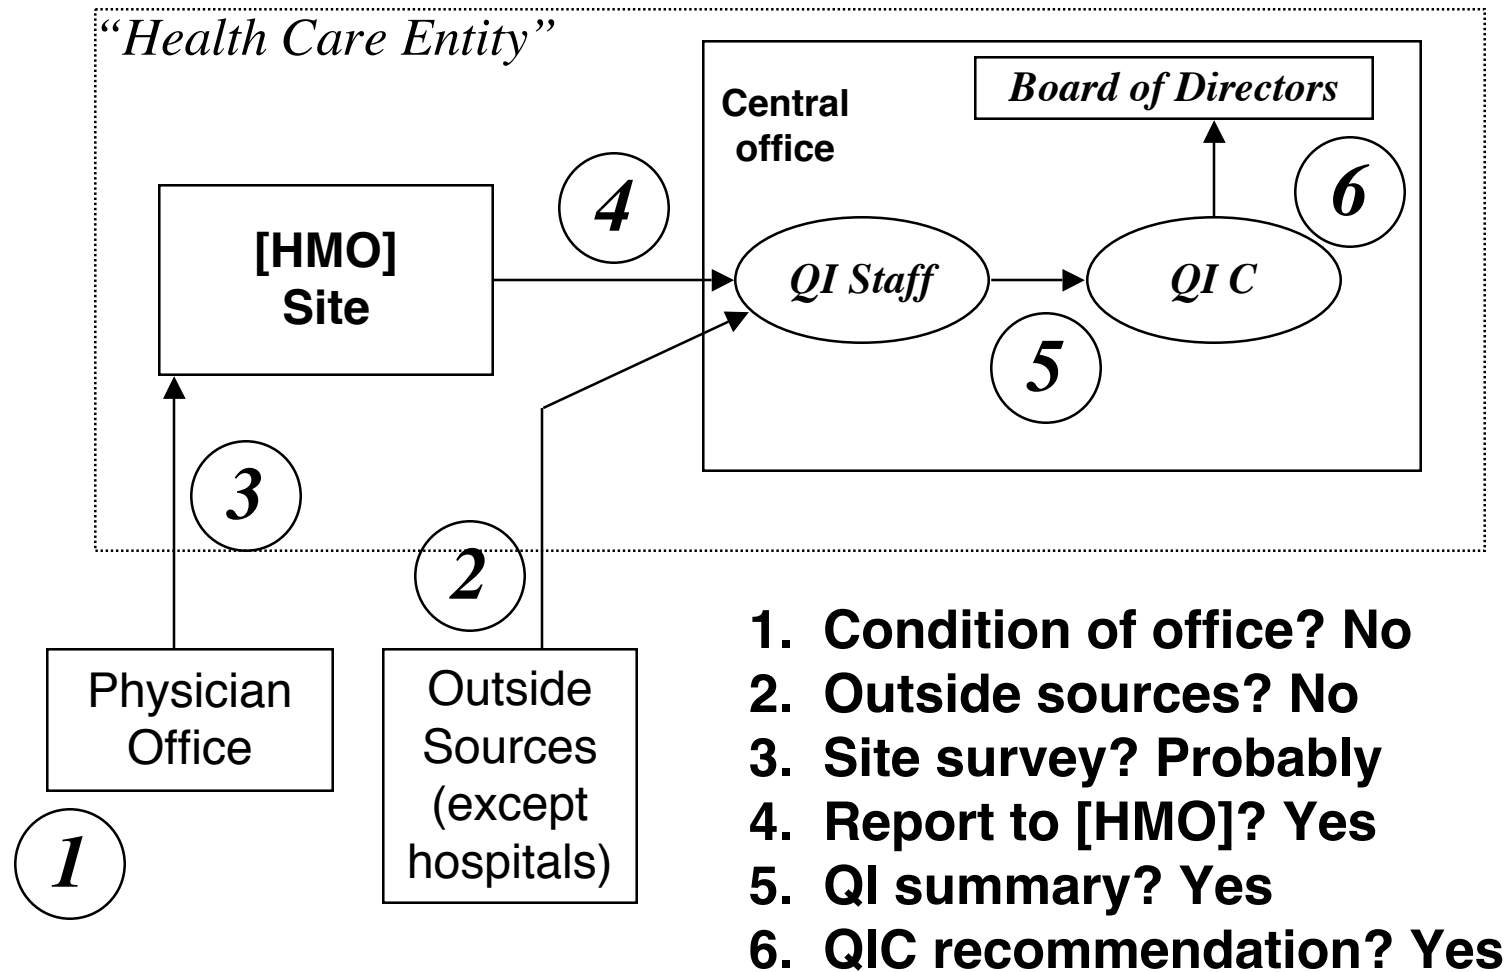 “Health Care Entity”
Central
office
Board of Directors
[HMO]
Site
4
6
QI Staff
QI C
5
3
2
Physician
Office
1
Outside
Sources
(except
hospitals)
1. Condition of office? No
2. Outside sources? No
3. Site survey? Probably
4. Report to [HMO]? Yes
5. QI summary? Yes
6. QIC recommendation? Yes